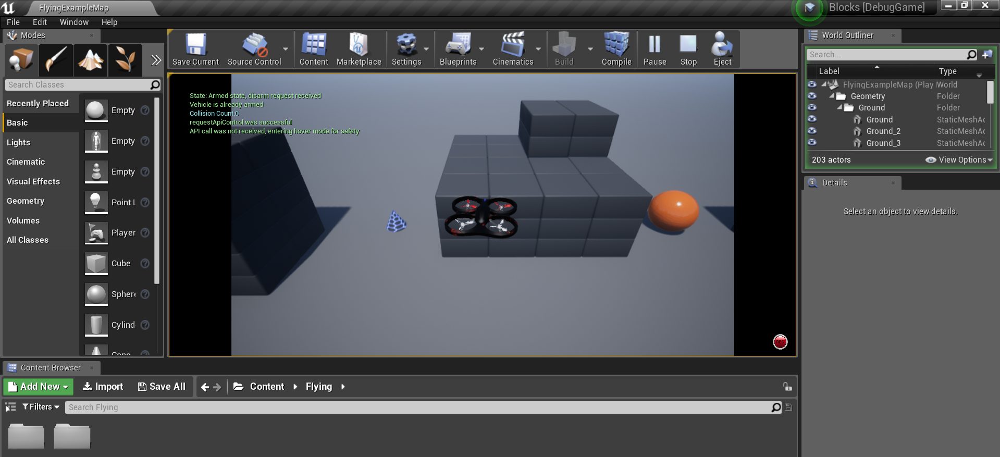 FlyingExampleMap
Blocks [DebugGame]
File Edit Window Help
Modes
Search Classes
Recently Placed
Basic
Lights
Cinematic
Visual Effects
Geometry
Volumes
All Classes
Empty
Empty
Empty
Point L
Player
Cube
Sphere
Cylind
Cone
Save Current
Source Control
Content
Marketplace
Settings
Blueprints
Cinematics
Build
Compile
Pause
Stop
Eject
State: Armed state, disarm request received
Vehicle is already armed
Collision Count:0
requestApiControl was successful
API call was not received, entering hover mode for safety
REC
World Outliner
Search...
Label Type
FlyingExampleMap (Play World
Geometry Folder
Ground Folder
Ground StaticMeshAc
Ground_2 StaticMeshAc
Ground_3 StaticMeshAc
203 actors View Options
Details
Select an object to view details.
Content Browser
Add New Import Save All Content Flying
Filters Search Flying